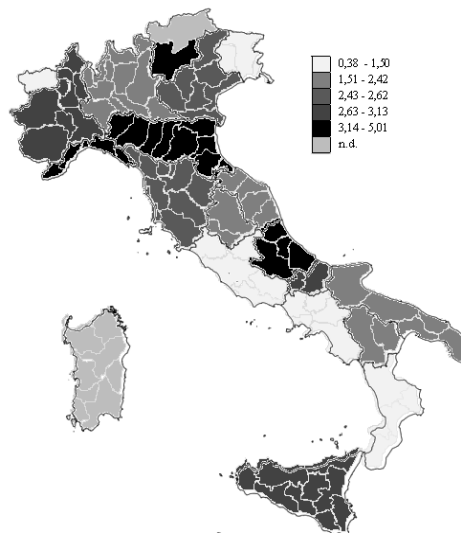 0,38 - 1,50
1,51 - 2,42
2,43 - 2,62
2,63 - 3,13
3,14 - 5,01
n.d.